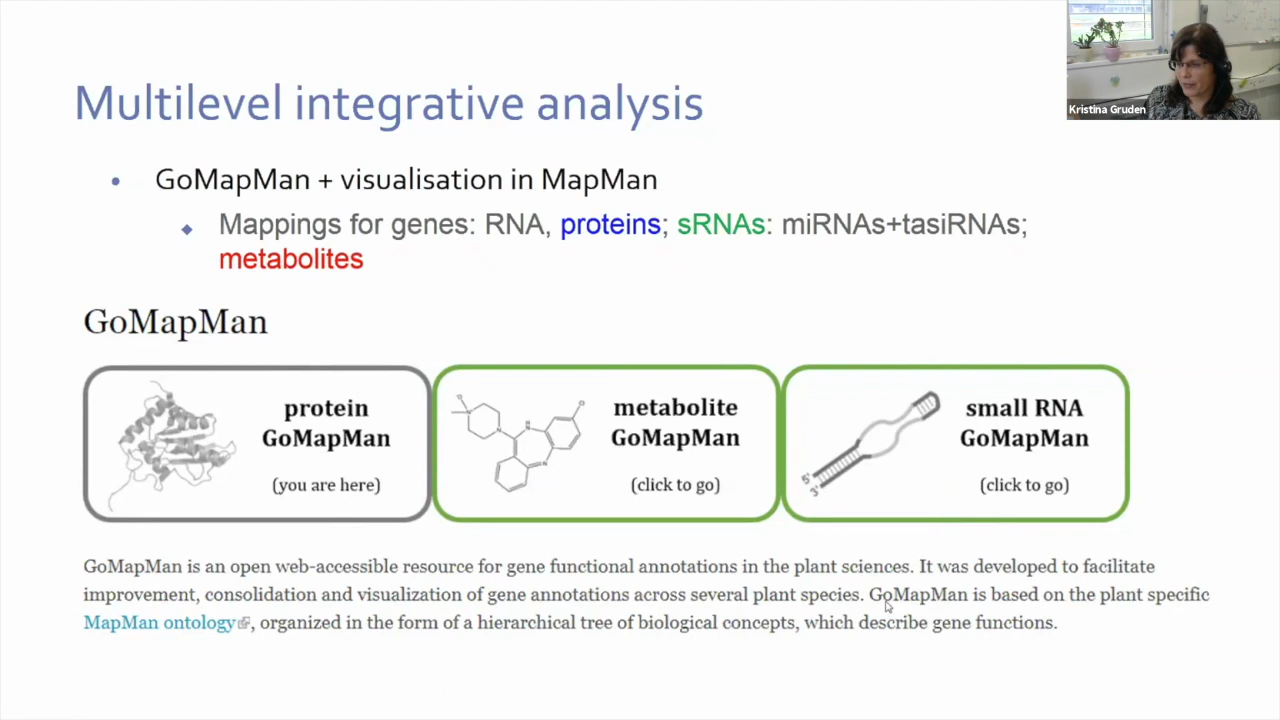 Kristina Gruden
Multilevel integrative analysis
GoMapMan + visualisation in MapMan
Mappings for genes: RNA, proteins; sRNAs: miRNAs+tasiRNAs;
metabolites
GoMapMan
protein
GoMapMan
(you are here)
metabolite
GoMapMan
(click to go)
small RNA
GoMapMan
(click to go)
5'
3'
GoMapMan is an open web-accessible resource for gene functional annotations in the plant sciences. It was developed to facilitate
improvement, consolidation and visualization of gene annotations across several plant species. GoMapMan is based on the plant specific
MapMan ontology, organized in the form of a hierarchical tree of biological concepts, which describe gene functions.